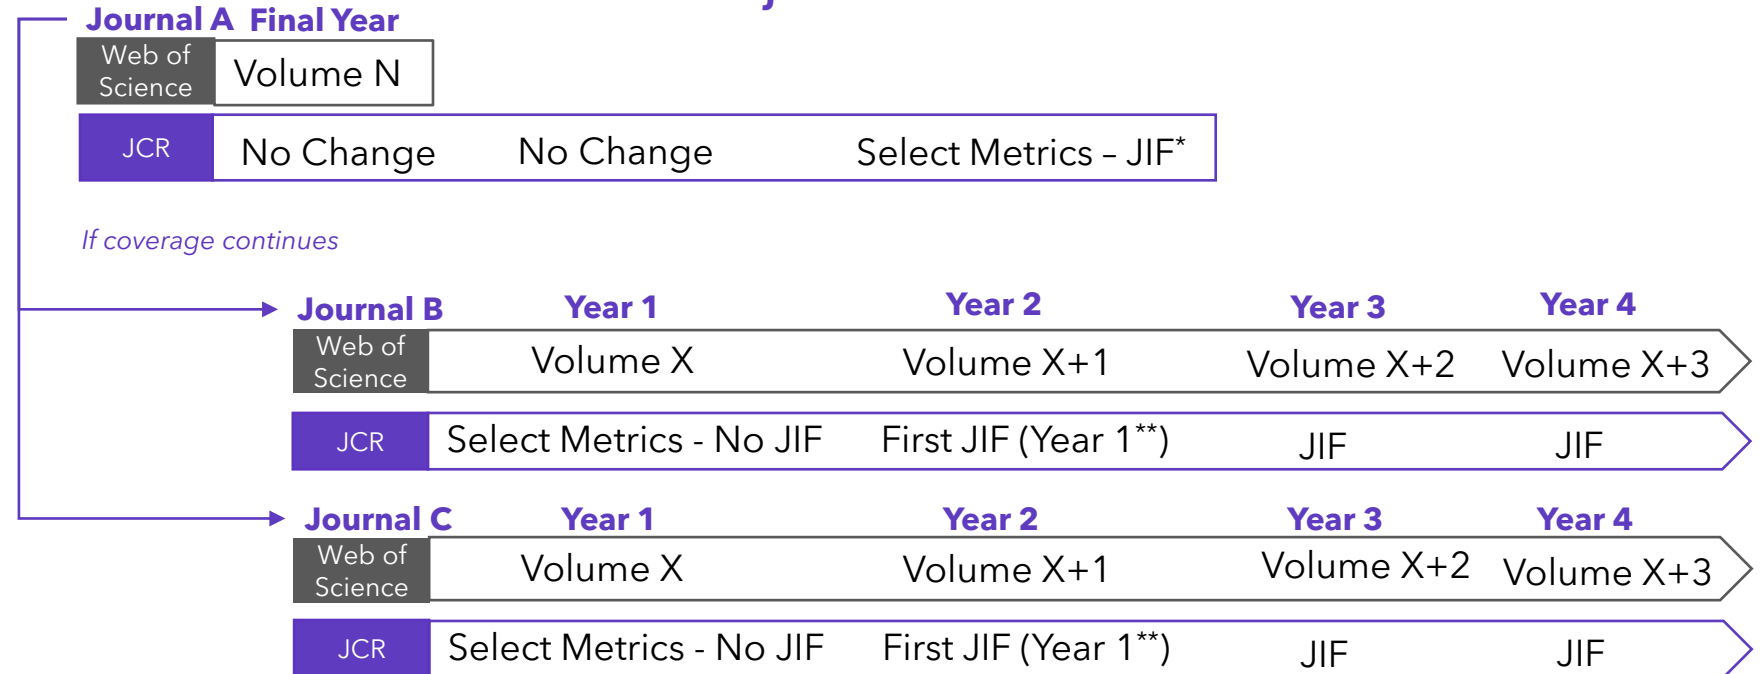 Journal A Final Year
Web of
Science
Volume N
JCR
No Change No Change Select Metrics – JIF*
If coverage continues
Journal B Year 1 Year 2 Year 3 Year 4
Web of
Science
Volume X Volume X+1 Volume X+2 Volume X+3
JCR
Select Metrics - No JIF First JIF (Year 1**) JIF JIF
Journal C Year 1 Year 2 Year 3 Year 4
Web of
Science
Volume X Volume X+1 Volume X+2 Volume X+3
JCR
Select Metrics - No JIF First JIF (Year 1**) JIF JIF